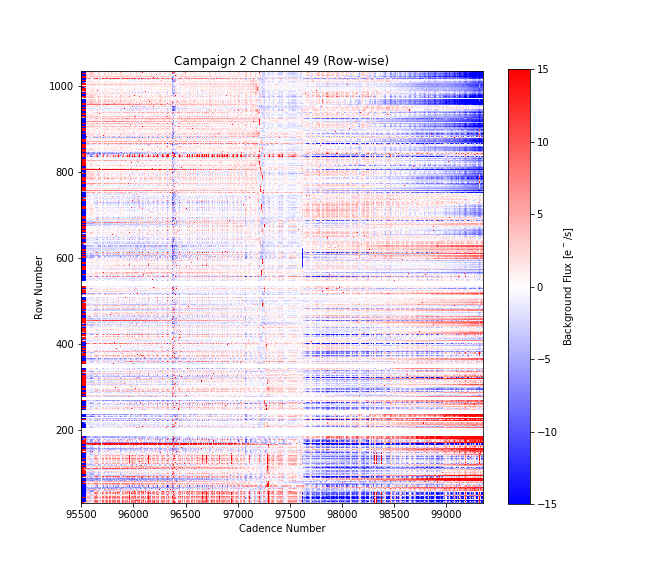 Campaign 2 Channel 49 (Row-wise)
1000
800
600
400
200
Row Number
95500 96000 96500 97000 97500 98000 98500 99000
Cadence Number
15
10
5
0
−5
−10
−15
Background Flux [e⁻/s]